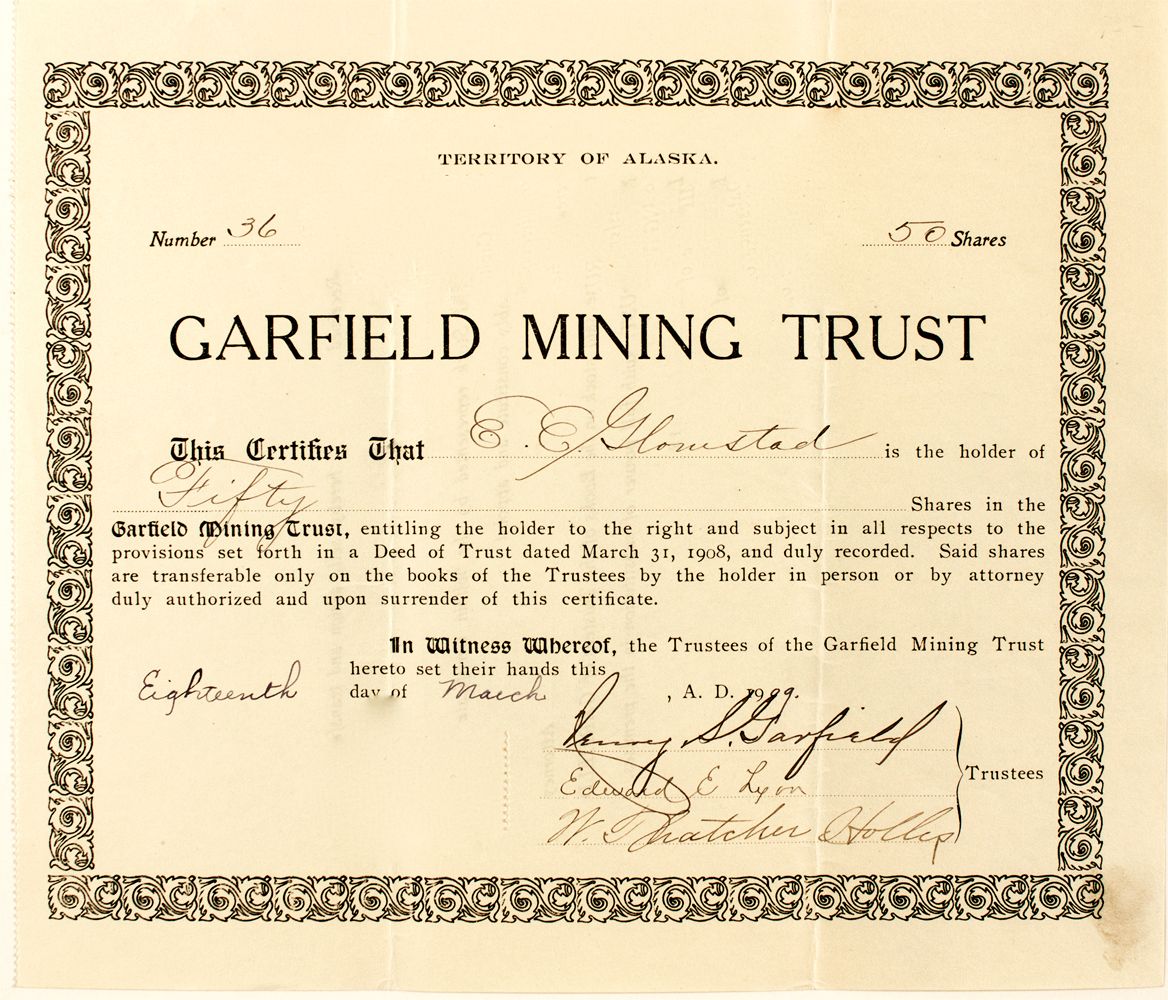 TERRITORY OF ALASKA.
Number 36 50 Shares
GARFIELD MINING TRUST
This Certifies That E. E. Glomstad is the holder of
Fifty Shares in the
Garfield Mining Trust, entitling the holder to the right and subject in all respects to the
provisions set forth in a Deed of Trust dated March 31, 1908, and duly recorded. Said shares
are transferable only on the books of the Trustees by the holder in person or by attorney
duly authorized and upon surrender of this certificate.
In Witness Whereof, the Trustees of the Garfield Mining Trust
hereto set their hands this
Eighteenth day of March , A. D. 1909.
Henry S. Garfield
Edward E Lyon
Trustees
W. Thatcher Hollis